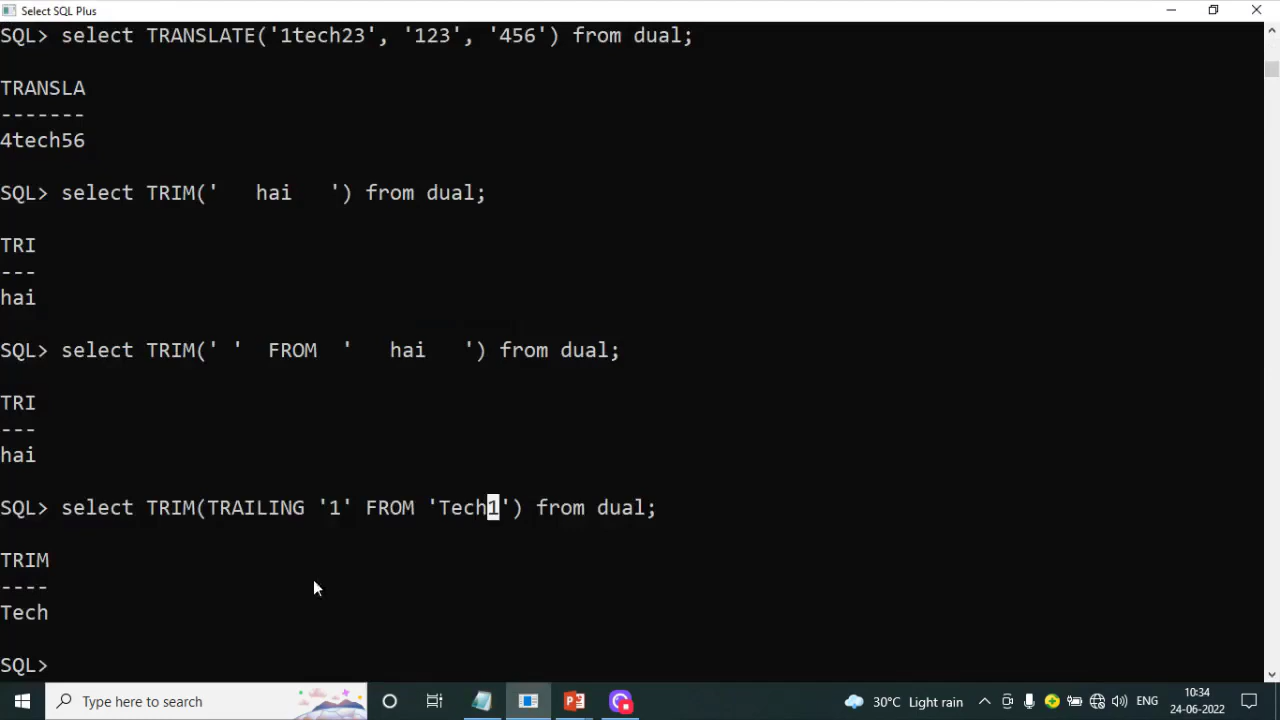 Select SQL Plus
SQL> select TRANSLATE('1tech23', '123', '456') from dual;
TRANSLA
-------
4tech56
SQL> select TRIM('   hai   ') from dual;
TRI
---
hai
SQL> select TRIM(' '  FROM  '   hai   ') from dual;
TRI
---
hai
SQL> select TRIM(TRAILING '1' FROM 'Tech1') from dual;
TRIM
----
Tech
SQL>
Type here to search
30°C Light rain
ENG
10:34
24-06-2022